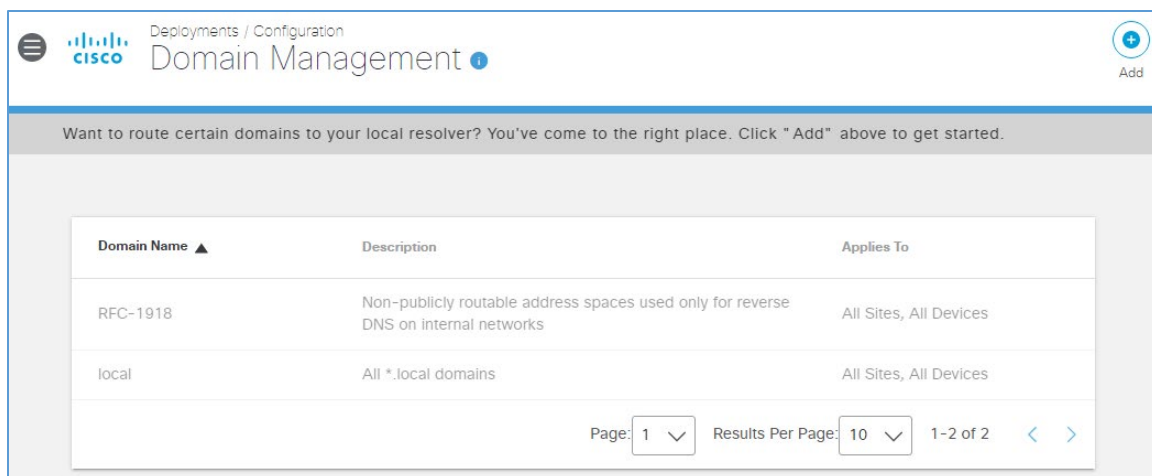 Deployments / Configuration
CISCO
Domain Management
Add
Want to route certain domains to your local resolver? You've come to the right place. Click "Add" above to get started.
Domain Name Description Applies To
RFC-1918 Non-publicly routable address spaces used only for reverse DNS on internal networks All Sites, All Devices
local All *.local domains All Sites, All Devices
Page: 1 Results Per Page: 10 1-2 of 2